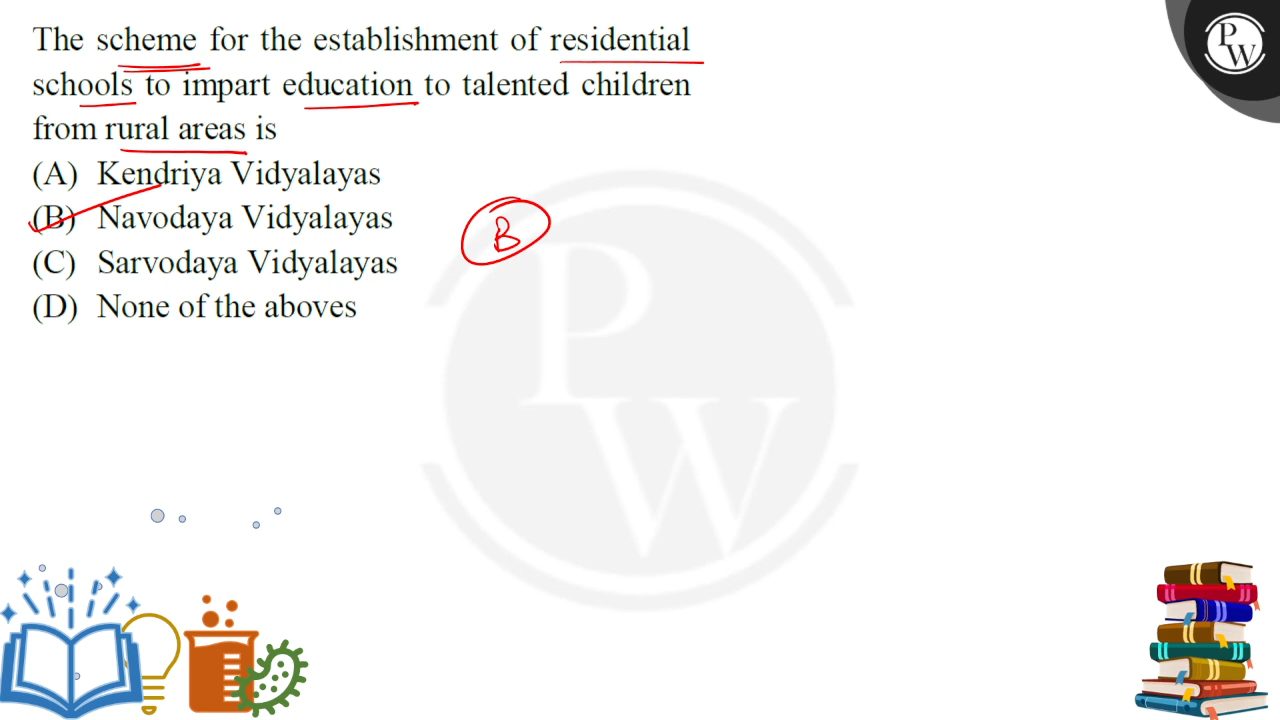 The scheme for the establishment of residential
schools to impart education to talented children
from rural areas is
(A) Kendriya Vidyalayas
(B) Navodaya Vidyalayas
(C) Sarvodaya Vidyalayas
(D) None of the aboves
B
P
W
P
W